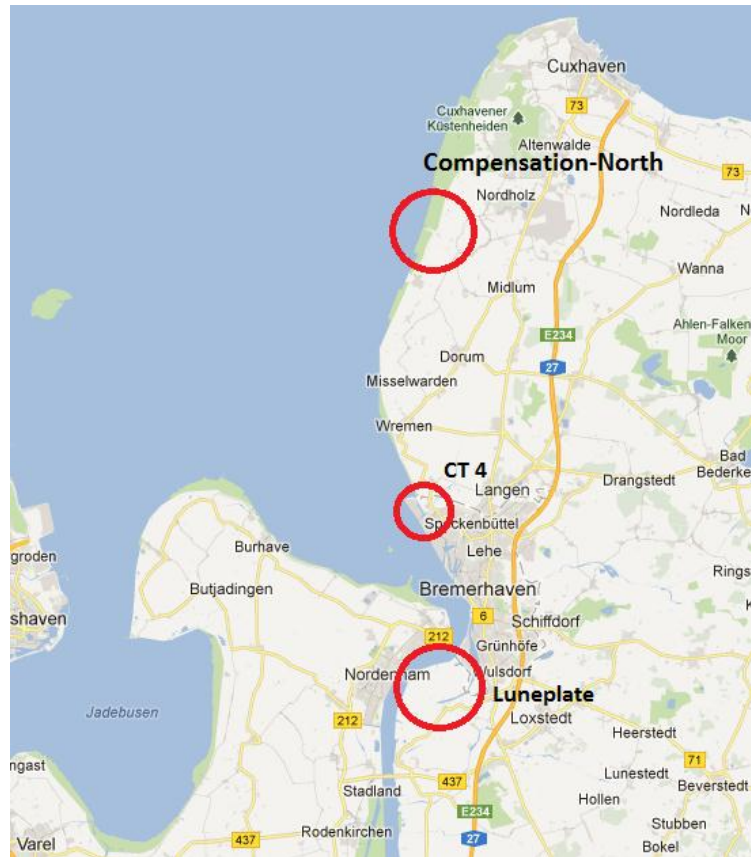 Cuxhaven
Cuxhavener
Küstenheiden
73
Altenwalde
Compensation-North
73
Nordholz
Nordleda
N
Wanna
Midlum
Ahlen-Falken
Moor
E234
27
Dorum
Misselwarden
Wremen
Bad
Bederke
CT 4
Langen
Drangstedt
Spackenbüttel
Burhave
Lehe
groden
Rings
Butjadingen
Bremerhaven
shaven
6
Schiffdorf
212
Grünhöfe
Nordenham
Wulsdorf
Luneplate
Jadebusen
212
Loxstedt
Heerstedt
71
ngast
437
Lunestedt
Beverstedt
Stadland
Hollen
E234
Stubben
Rodenkirchen
27
Varel
437
Bokel